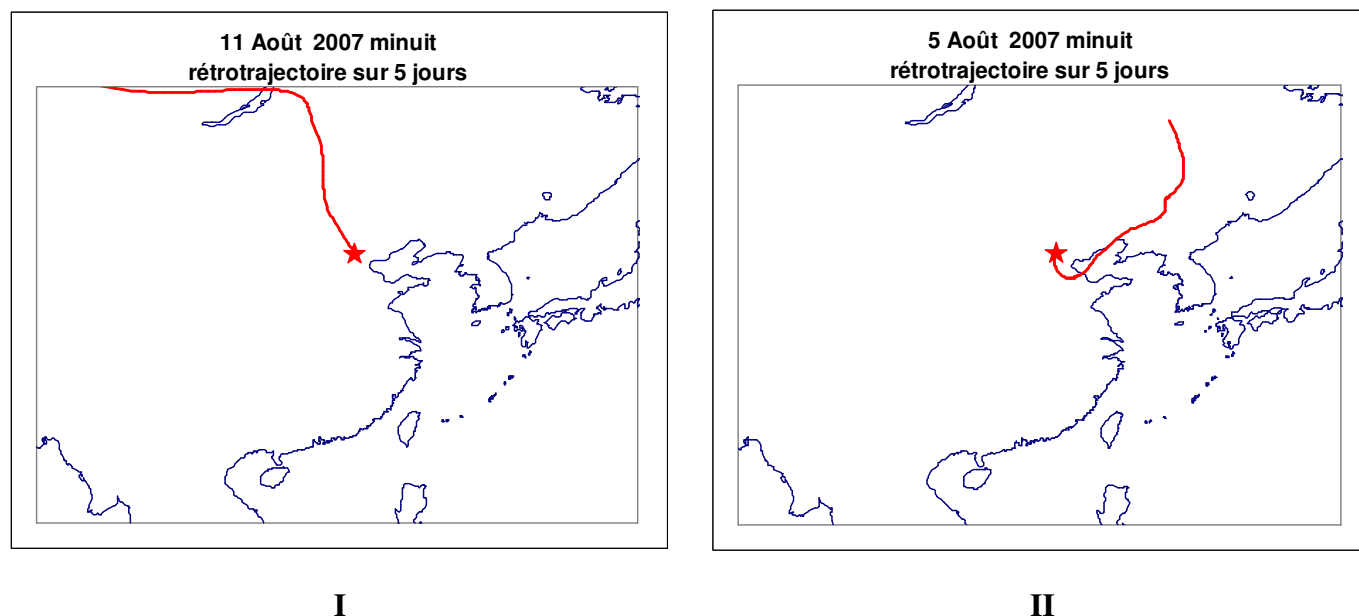 11 Août 2007 minuit
rétrotrajectoire sur 5 jours
5 Août 2007 minuit
rétrotrajectoire sur 5 jours
I
II